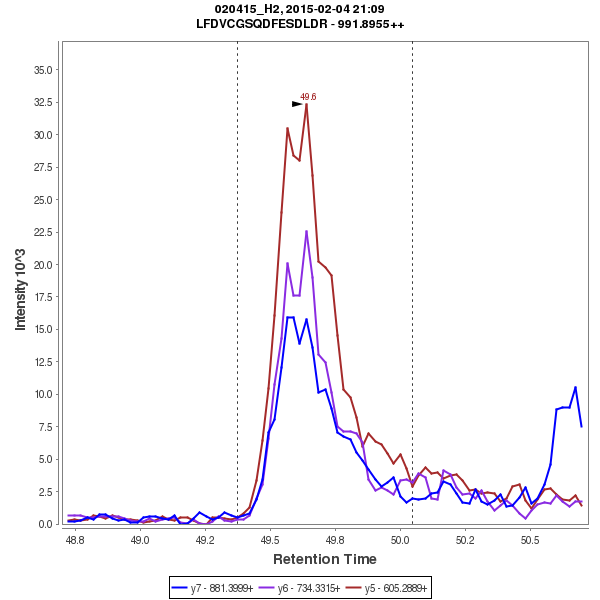 020415_H2, 2015-02-04 21:09
LFDVCGSQDFESDLDR - 991.8955++
49.6
35.0
32.5
30.0
27.5
25.0
22.5
20.0
17.5
15.0
12.5
10.0
7.5
5.0
2.5
0.0
Intensity 10^3
48.8 49.0 49.2 49.5 49.8 50.0 50.2 50.5
Retention Time
y7 - 881.3999+ y6 - 734.3315+ y5 - 605.2889+